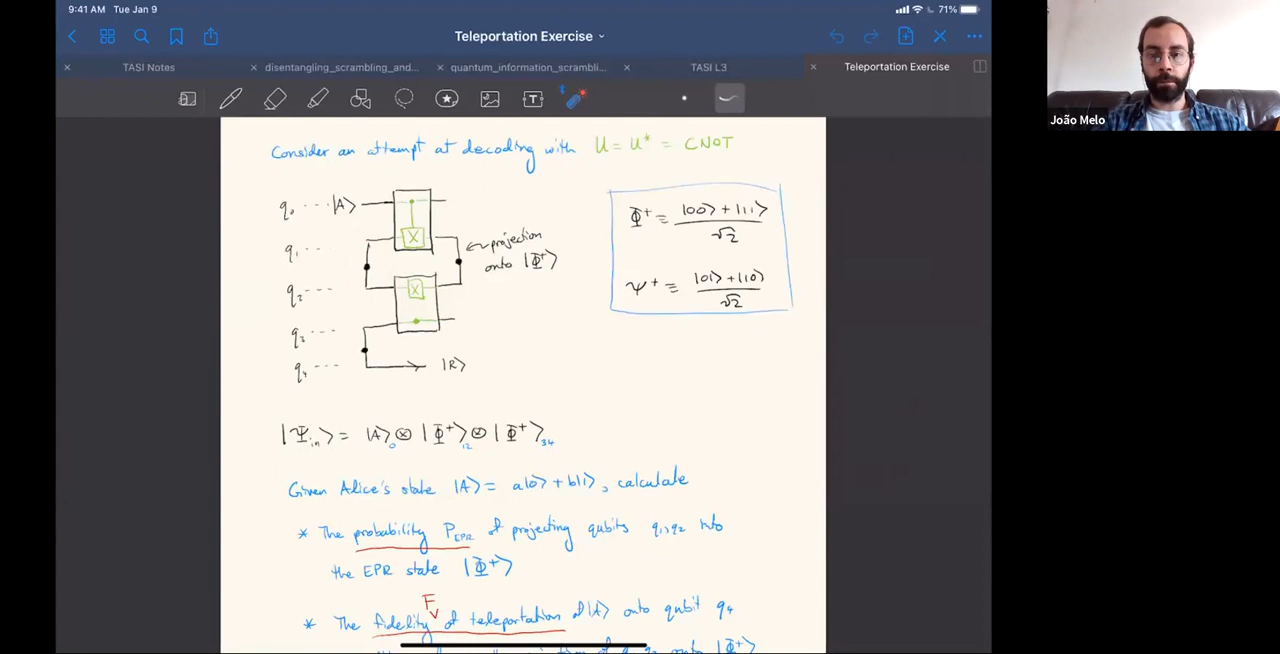 9:41 AM Tue Jan 9
71%
Teleportation Exercise
TASI Notes
disentangling_scrambling_and...
quantum_information_scrambli...
TASI L3
Teleportation Exercise
João Melo
Consider an attempt at decoding with U = U* = CNOT
q₀ ... |A⟩
X
q₁ ...
← projection
onto |Φ⁺⟩
q₂ ...
X
q₃ ...
q₄ ... |R⟩
Φ⁺ ≡ |00⟩ + |11⟩ / √2
Ψ⁺ ≡ |01⟩ + |10⟩ / √2
|Ψin⟩ = |A⟩₀ ⊗ |Φ⁺⟩₁₂ ⊗ |Φ⁺⟩₃₄
Given Alice's state |A⟩ = a|0⟩ + b|1⟩, calculate
* The probability P_EPR of projecting qubits q₁, q₂ into
the EPR state |Φ⁺⟩
F
* The fidelity of teleportation of |A⟩ onto qubit q₄